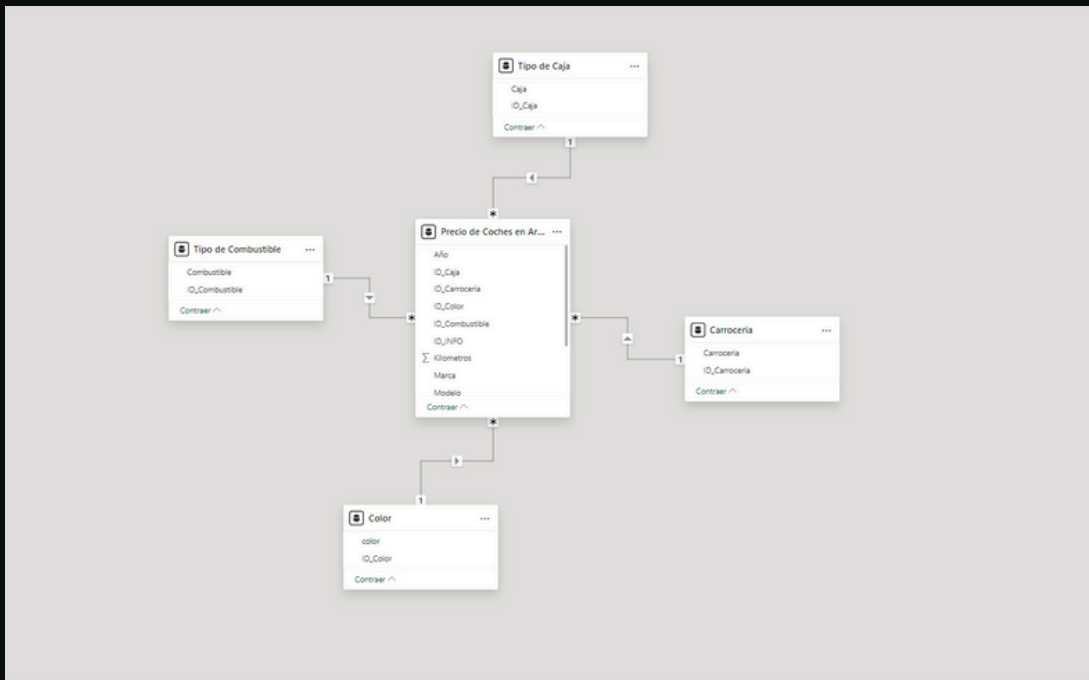 Tipo de Caja
Caja
ID_Caja
Contraer
1
*
Tipo de Combustible
Combustible
ID_Combustible
Contraer
1
*
Precio de Coches en Ar...
Año
ID_Caja
ID_Carroceria
ID_Color
ID_Combustible
ID_INFO
Σ Kilometros
Marca
Modelo
Contraer
*
1
Carroceria
Carroceria
ID_Carroceria
Contraer
*
1
Color
color
ID_Color
Contraer